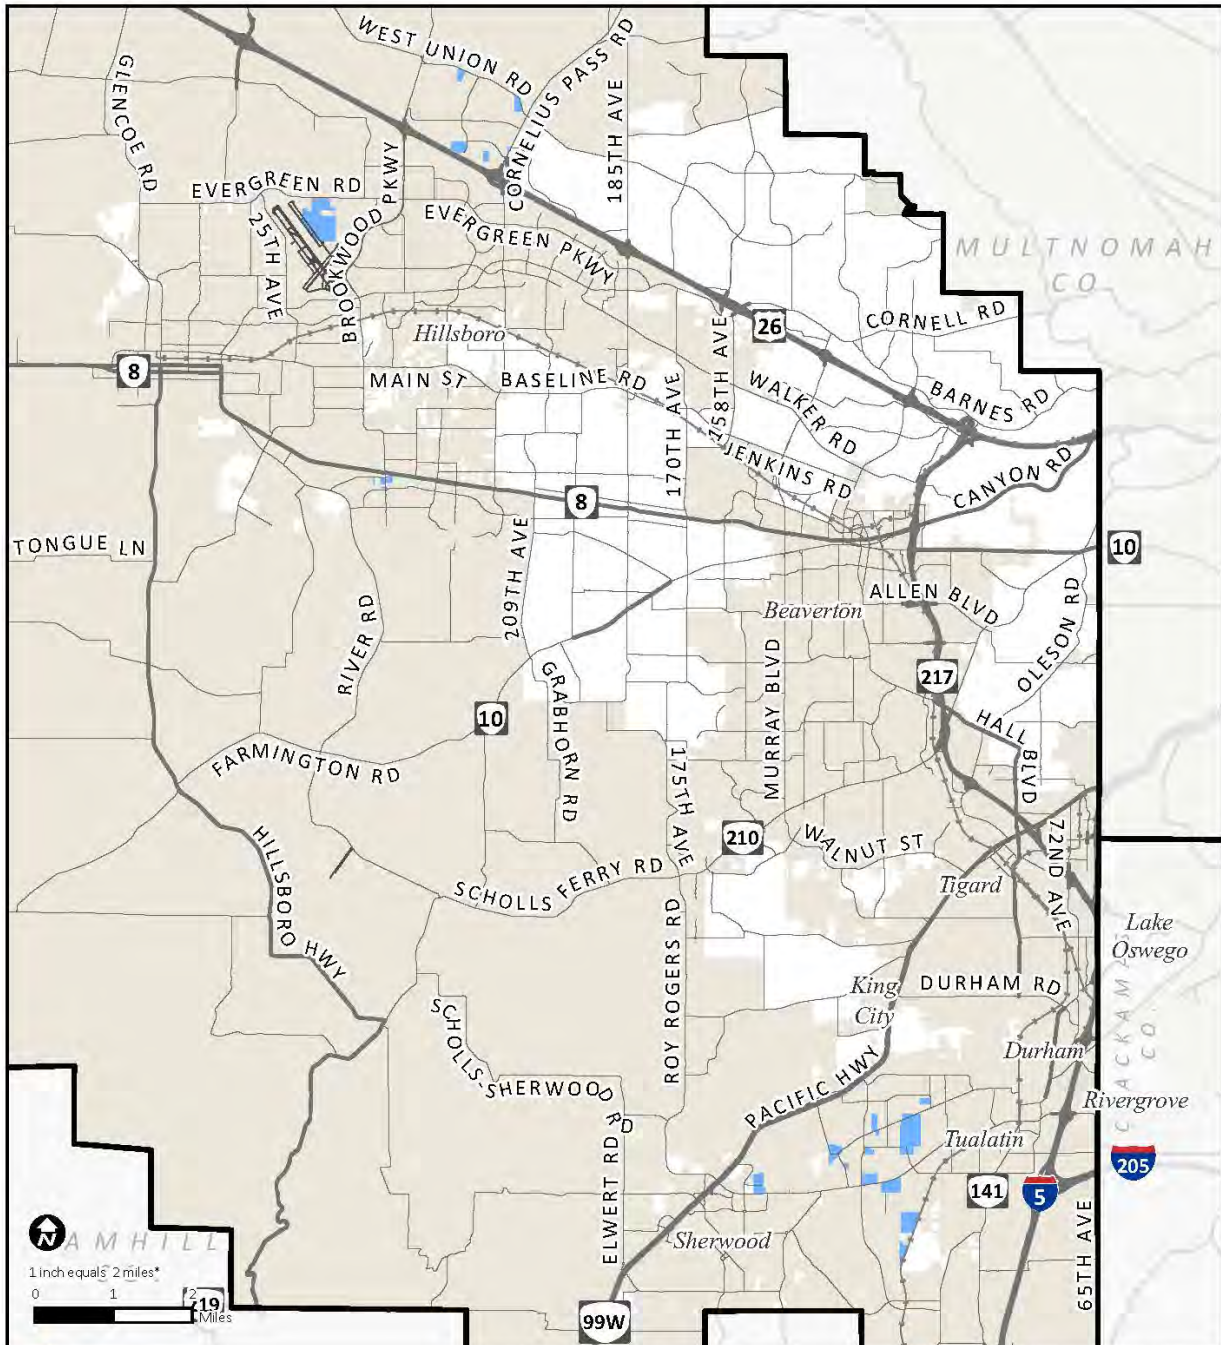 WEST UNION RD
GLENCOE RD
CORNELIUS PASS RD
185TH AVE
EVERGREEN RD
BROOKWOOD PKWY
25TH AVE
EVERGREEN PKWY
MULTNOMAH
CO
26
CORNELL RD
Hillsboro
8
MAIN ST
BASELINE RD
170TH AVE
158TH AVE
WALKER RD
BARNES RD
JENKINS RD
CANYON RD
8
TONGUE LN
10
209TH AVE
ALLEN BLVD
Beaverton
RIVER RD
OLESON RD
MURRAY BLVD
217
GRABHORN RD
10
HALL BLVD
FARMINGTON RD
175TH AVE
210
WALNUT ST
72ND AVE
HILLSBORO HWY
SCHOLLS FERRY RD
Tigard
Lake
Oswego
ROY ROGERS RD
King
City
DURHAM RD
CO.
SCHOLLS-SHERWOOD RD
Durham
PACIFIC HWY
Rivergrove
Tualatin
205
141
5
ELWERT RD
65TH AVE
Sherwood
N
AMHILL
1 inch equals 2 miles*
0 1 2
Miles
219
99W